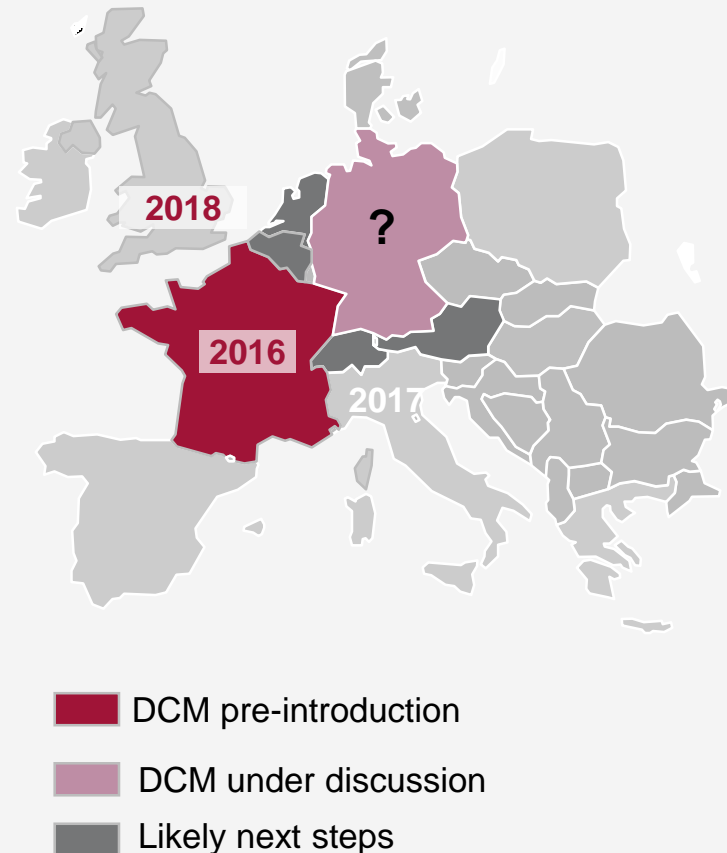 2018
?
2016
2017
DCM pre-introduction
DCM under discussion
Likely next steps